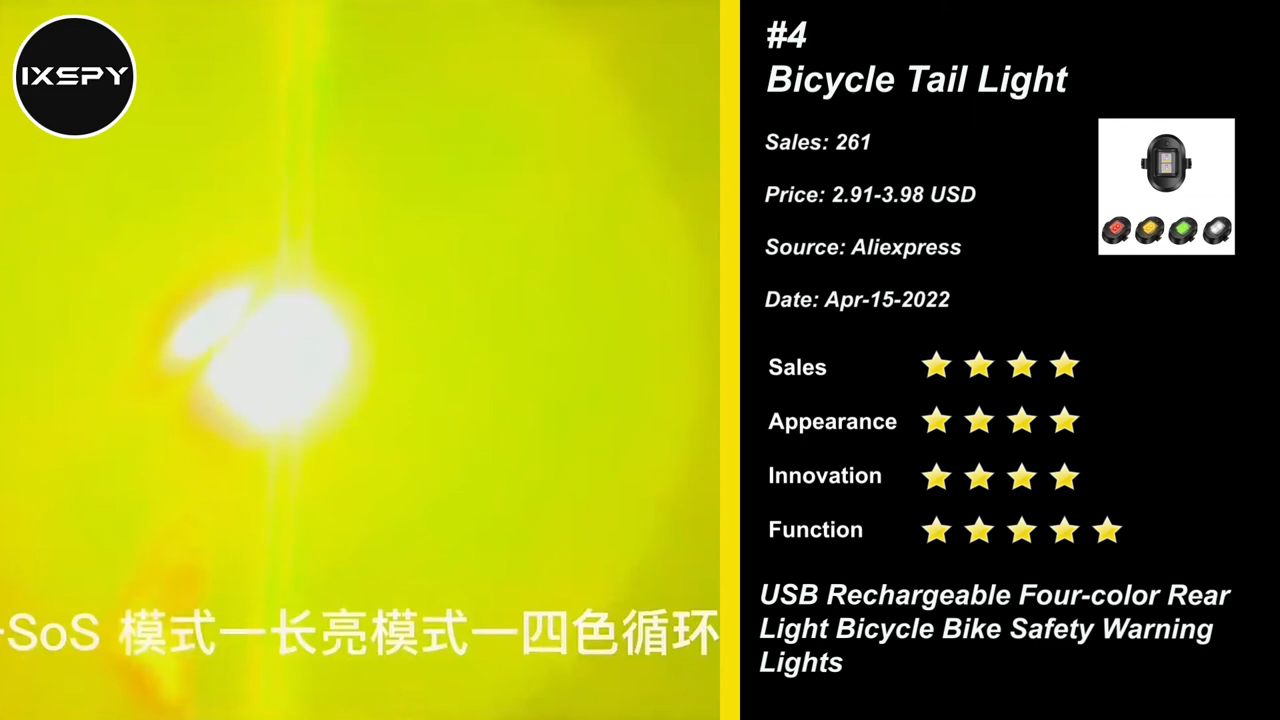 IXSPY
-SoS 模式一长亮模式一四色循环
#4
Bicycle Tail Light
Sales: 261
Price: 2.91-3.98 USD
Source: Aliexpress
Date: Apr-15-2022
Sales
Appearance
Innovation
Function
USB Rechargeable Four-color Rear
Light Bicycle Bike Safety Warning
Lights